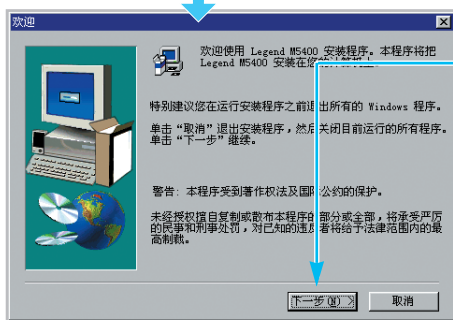 欢迎
欢迎使用 Legend M5400 安装程序。本程序将把
Legend M5400 安装在您的计算机上。
特别建议您在运行安装程序之前退出所有的 Windows 程序。
单击“取消”退出安装程序，然后关闭目前运行的所有程序。
单击“下一步”继续。
警告：本程序受到著作权法及国际公约的保护。
未经授权擅自复制或散布本程序的部分或全部，将承受严厉
的民事和刑事处罚，对已知的违反者将给予法律范围内的最
高制裁。
下一步(N) >
取消